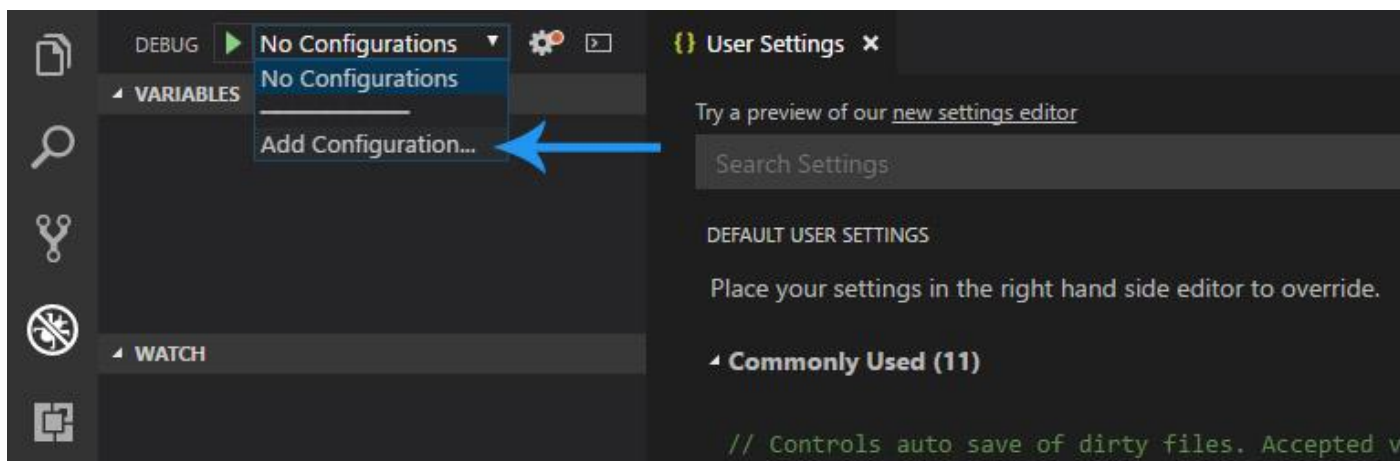 DEBUG No Configurations
No Configurations
Add Configuration...
VARIABLES
WATCH
{} User Settings ×
Try a preview of our new settings editor
Search Settings
DEFAULT USER SETTINGS
Place your settings in the right hand side editor to override.
Commonly Used (11)
// Controls auto save of dirty files. Accepted